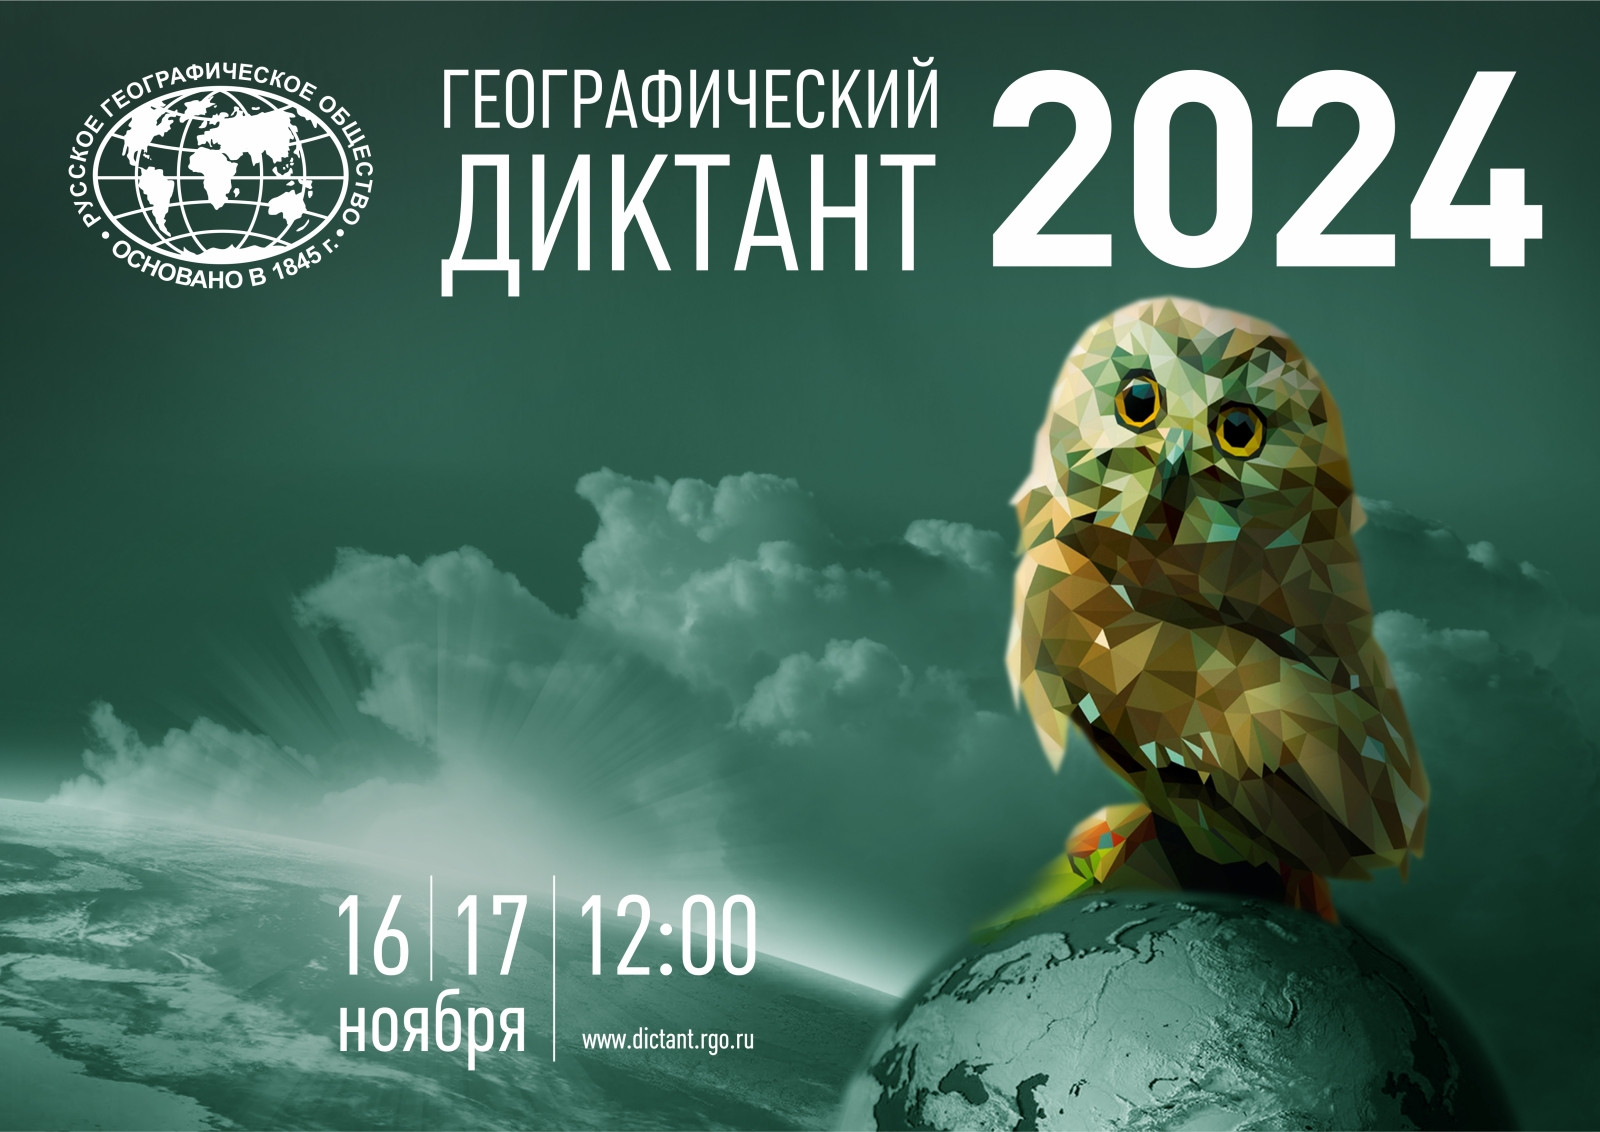 РУССКОЕ ГЕОГРАФИЧЕСКОЕ ОБЩЕСТВО
• ОСНОВАНО В 1845 г. •
ГЕОГРАФИЧЕСКИЙ
ДИКТАНТ
2024
16 | 17
ноября
12:00
www.dictant.rgo.ru